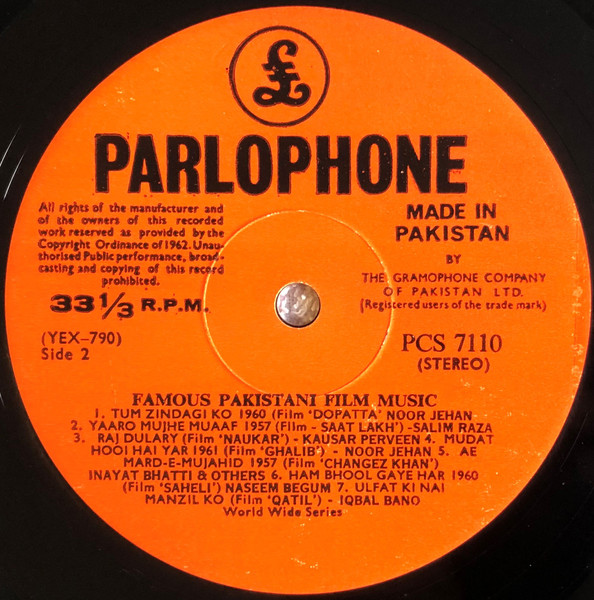 £
PARLOPHONE
All rights of the manufacturer and
of the owners of this recorded
work reserved as provided by the
Copyright Ordinance of 1962. Unau-
thorised Public performance, broad-
casting and copying of this record
prohibited.
33 1/3 R.P.M.
(YEX-790)
Side 2
MADE IN
PAKISTAN
BY
THE GRAMOPHONE COMPANY
OF PAKISTAN LTD.
(Registered users of the trade mark)
PCS 7110
(STEREO)
FAMOUS PAKISTANI FILM MUSIC
1. TUM ZINDAGI KO 1960 (Film 'DOPATTA' NOOR JEHAN-
2. YAARO MUJHE MUAAF 1957 (Film - SAAT LAKH') -SALIM RAZA
3. RAJ DULARY (Film 'NAUKAR') - KAUSAR PERVEEN 4. MUDAT
HOOI HAI YAR 1961 (Film 'GHALIB') - NOOR JEHAN 5. AE
MARD-E-MUJAHID 1957 (Film 'CHANGEZ KHAN')
INAYAT BHATTI & OTHERS 6. HAM BHOOL GAYE HAR 1960
(Film 'SAHELI') NASEEM BEGUM 7. ULFAT KI NAI
MANZIL KO (Film 'QATIL') - IQBAL BANO
World Wide Series